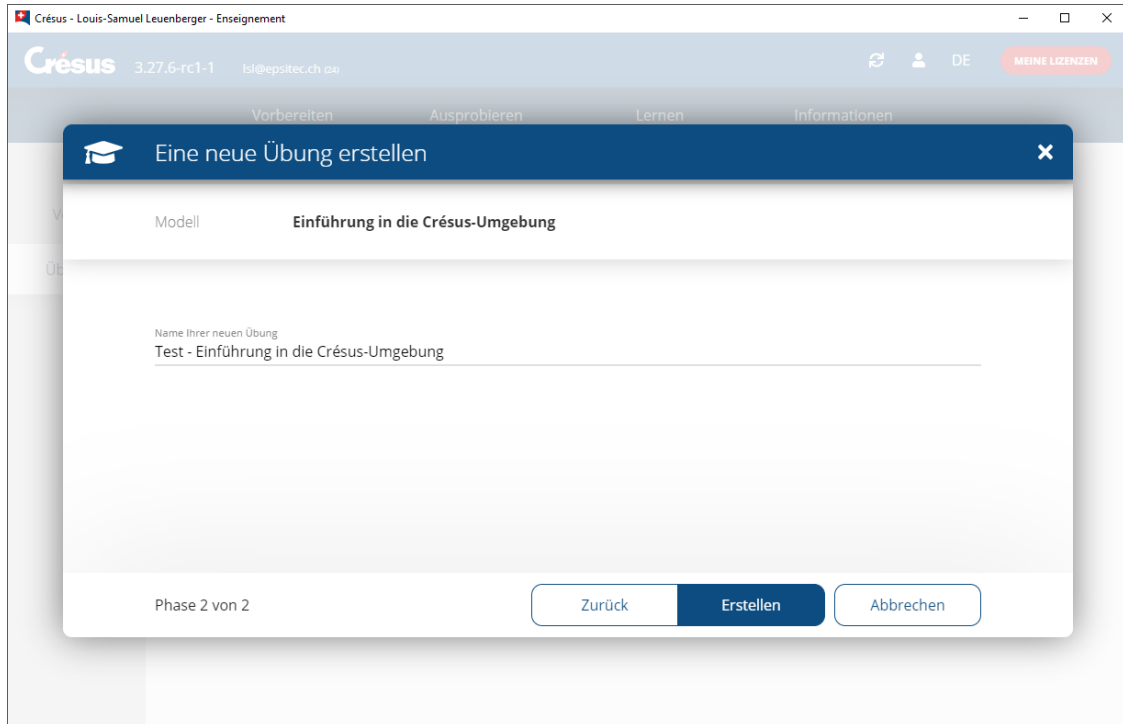 Crésus - Louis-Samuel Leuenberger - Enseignement
Crésus 3.27.6-rc1-1 lsl@epsitec.ch (24) DE MEINE LIZENZEN
Vorbereiten Ausprobieren Lernen Informationen
Eine neue Übung erstellen
Modell Einführung in die Crésus-Umgebung
Name Ihrer neuen Übung
Test - Einführung in die Crésus-Umgebung
Phase 2 von 2 Zurück Erstellen Abbrechen